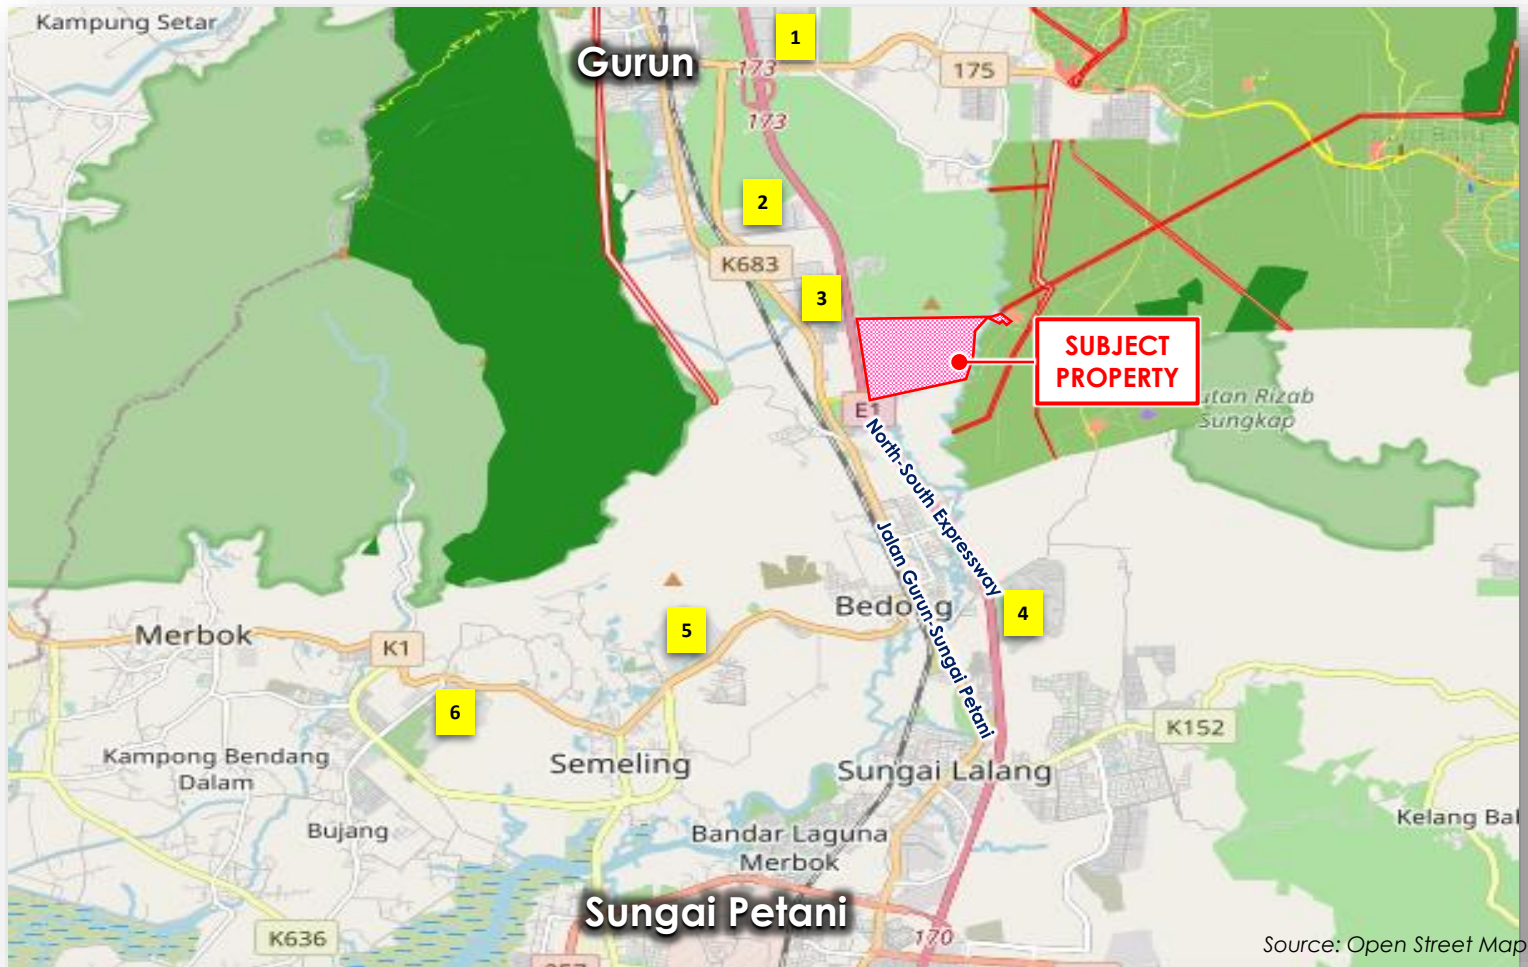 Kampung Setar
1
Gurun
173
175
173
2
K683
3
SUBJECT
PROPERTY
E1
utan Rizab
Sungkap
North-South Expressway
Jalan Gurun-Sungai Petani
Bedong
4
5
Merbok
K1
6
K152
Kampong Bendang
Dalam
Semeling
Sungai Lalang
Bujang
Bandar Laguna
Merbok
Kelang Bal
Sungai Petani
K636
170
Source: Open Street Map